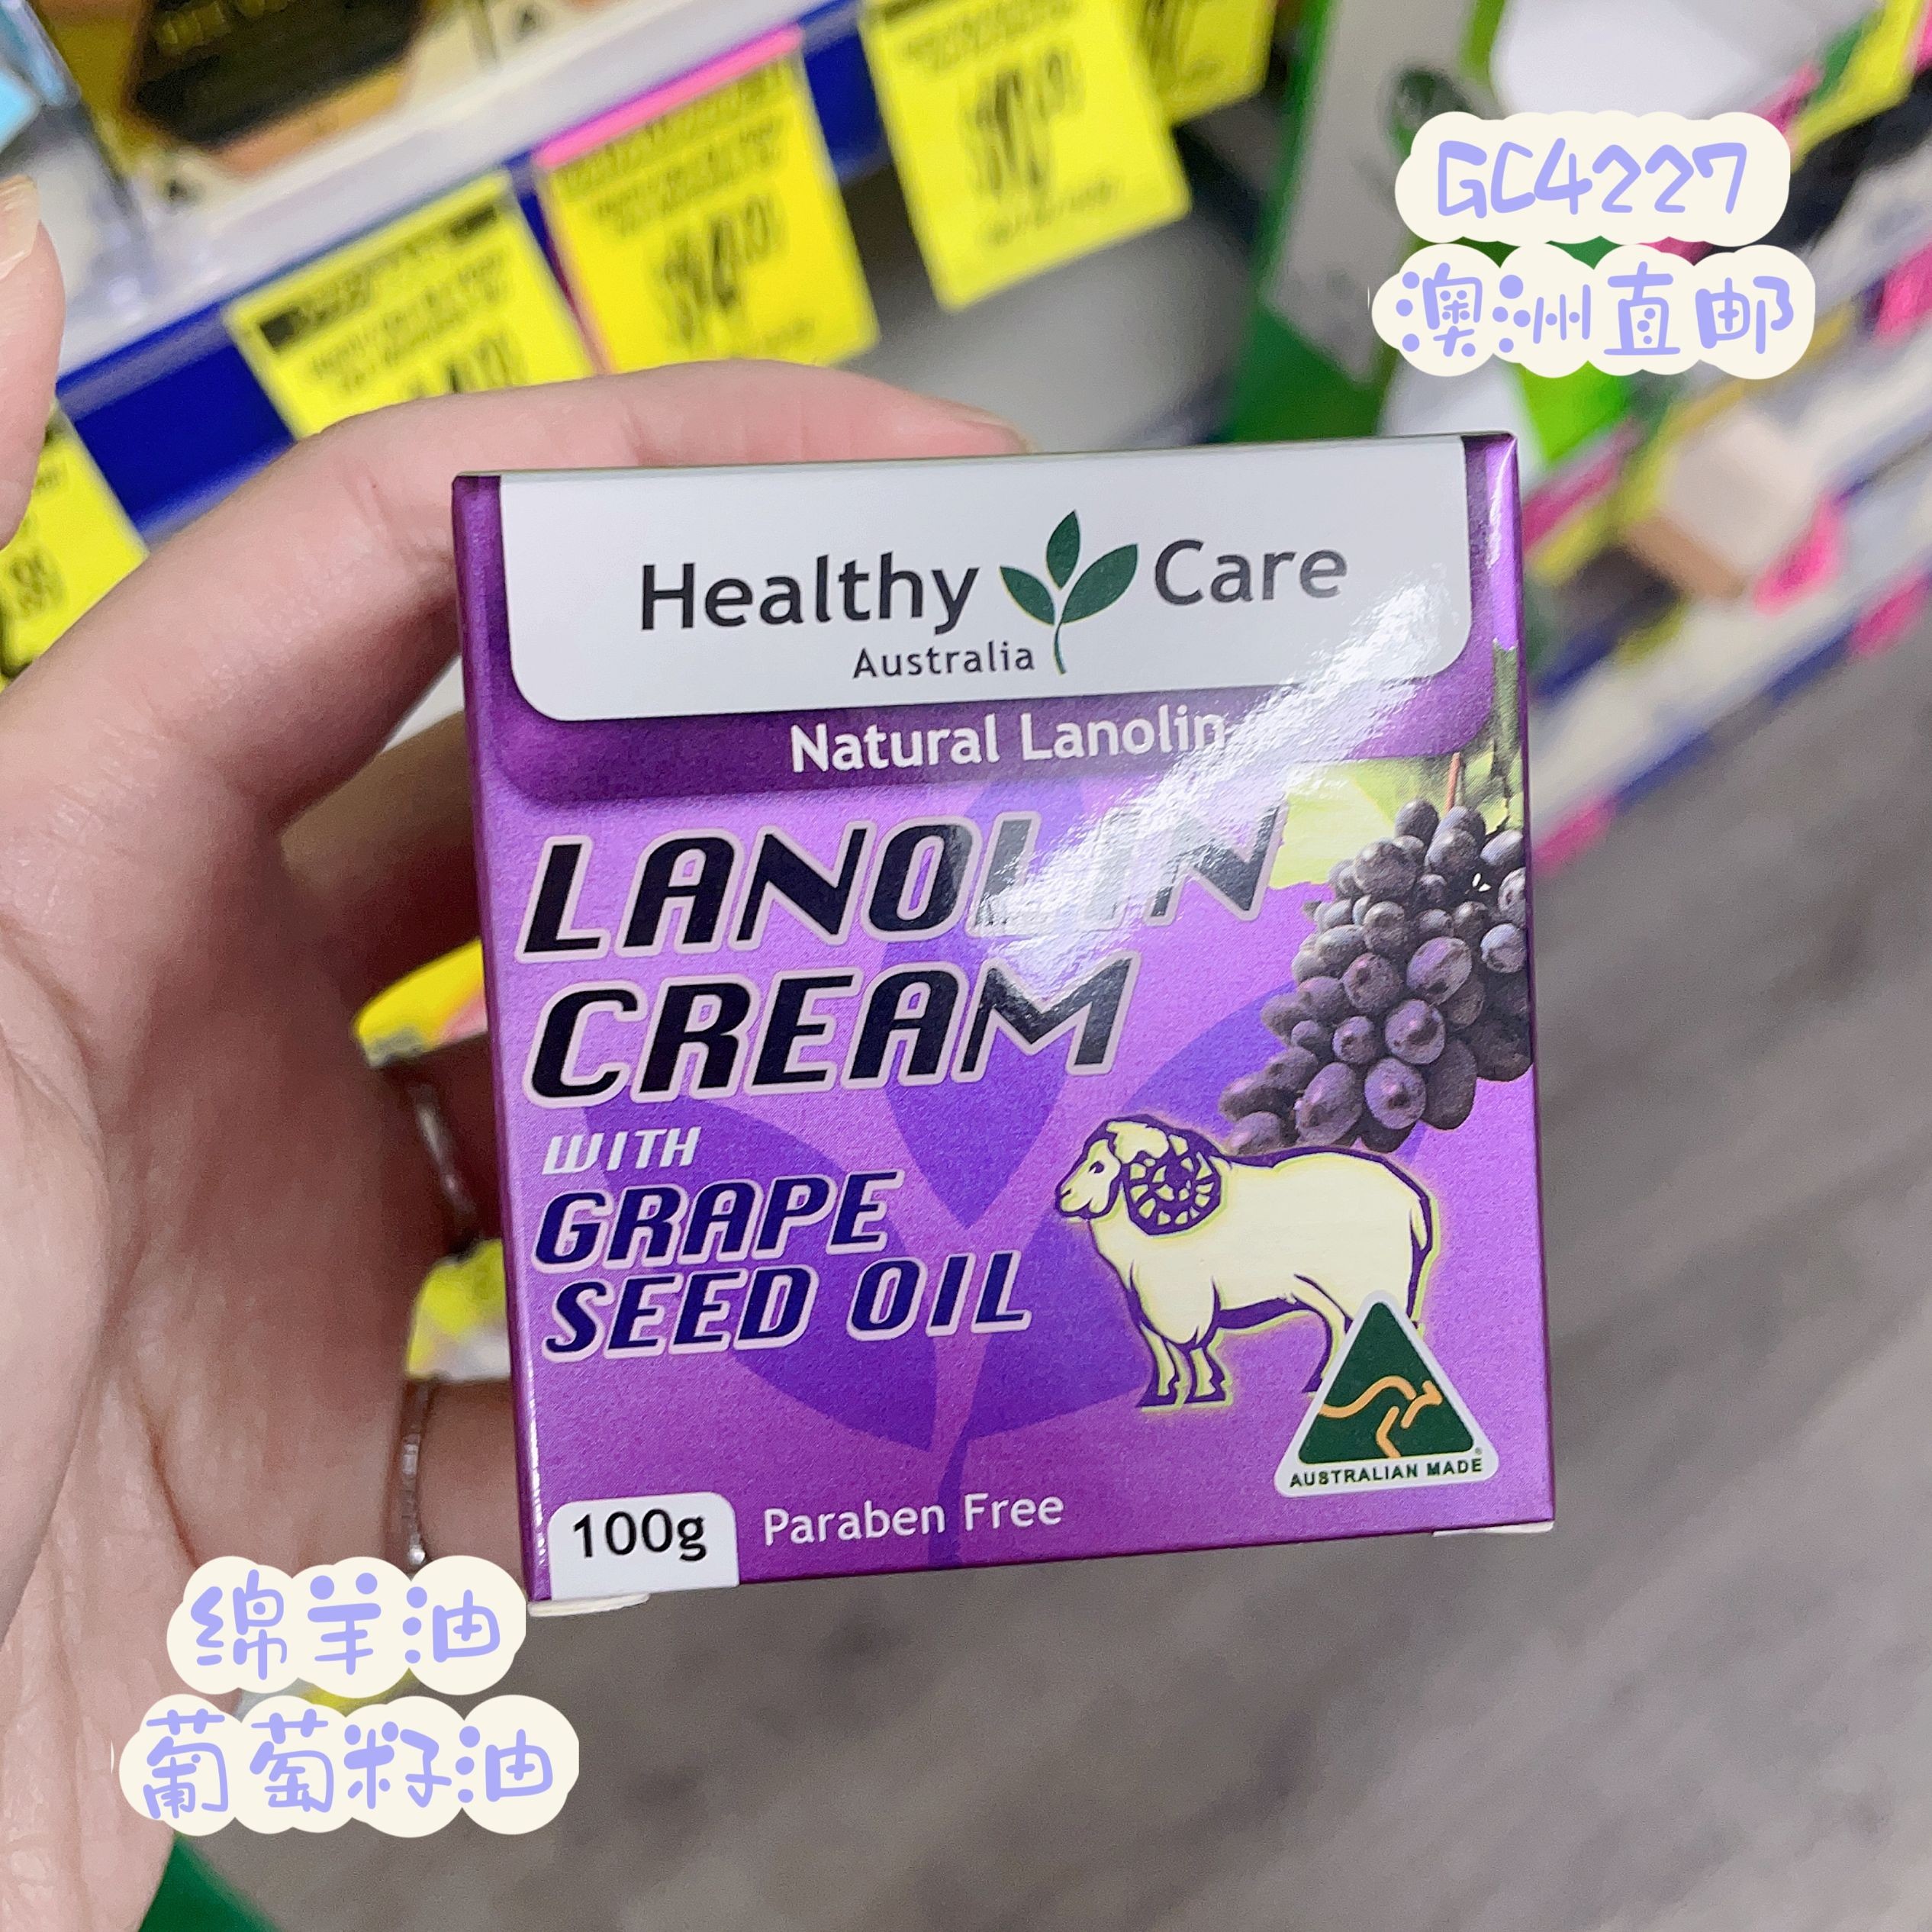 GC4227
澳洲直邮
Healthy Care
Australia
Natural Lanolin
LANOLIN
CREAM
WITH
GRAPE
SEED OIL
AUSTRALIAN MADE
100g
Paraben Free
绵羊油
葡萄籽油